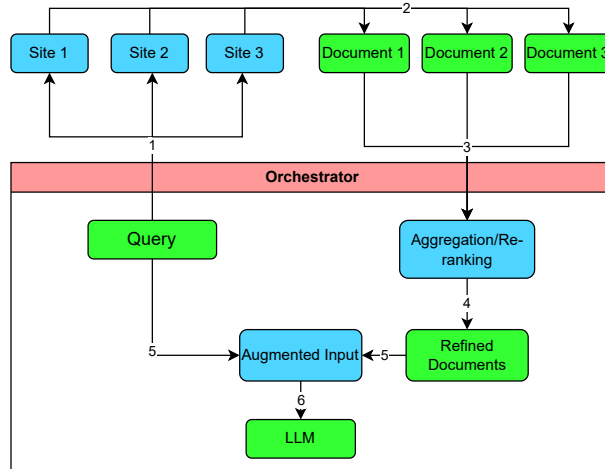 2
Site 1
Site 2
Site 3
Document 1
Document 2
Document 3
1
3
Orchestrator
Query
Aggregation/Re-
ranking
4
5
Augmented Input
5
Refined
Documents
6
LLM